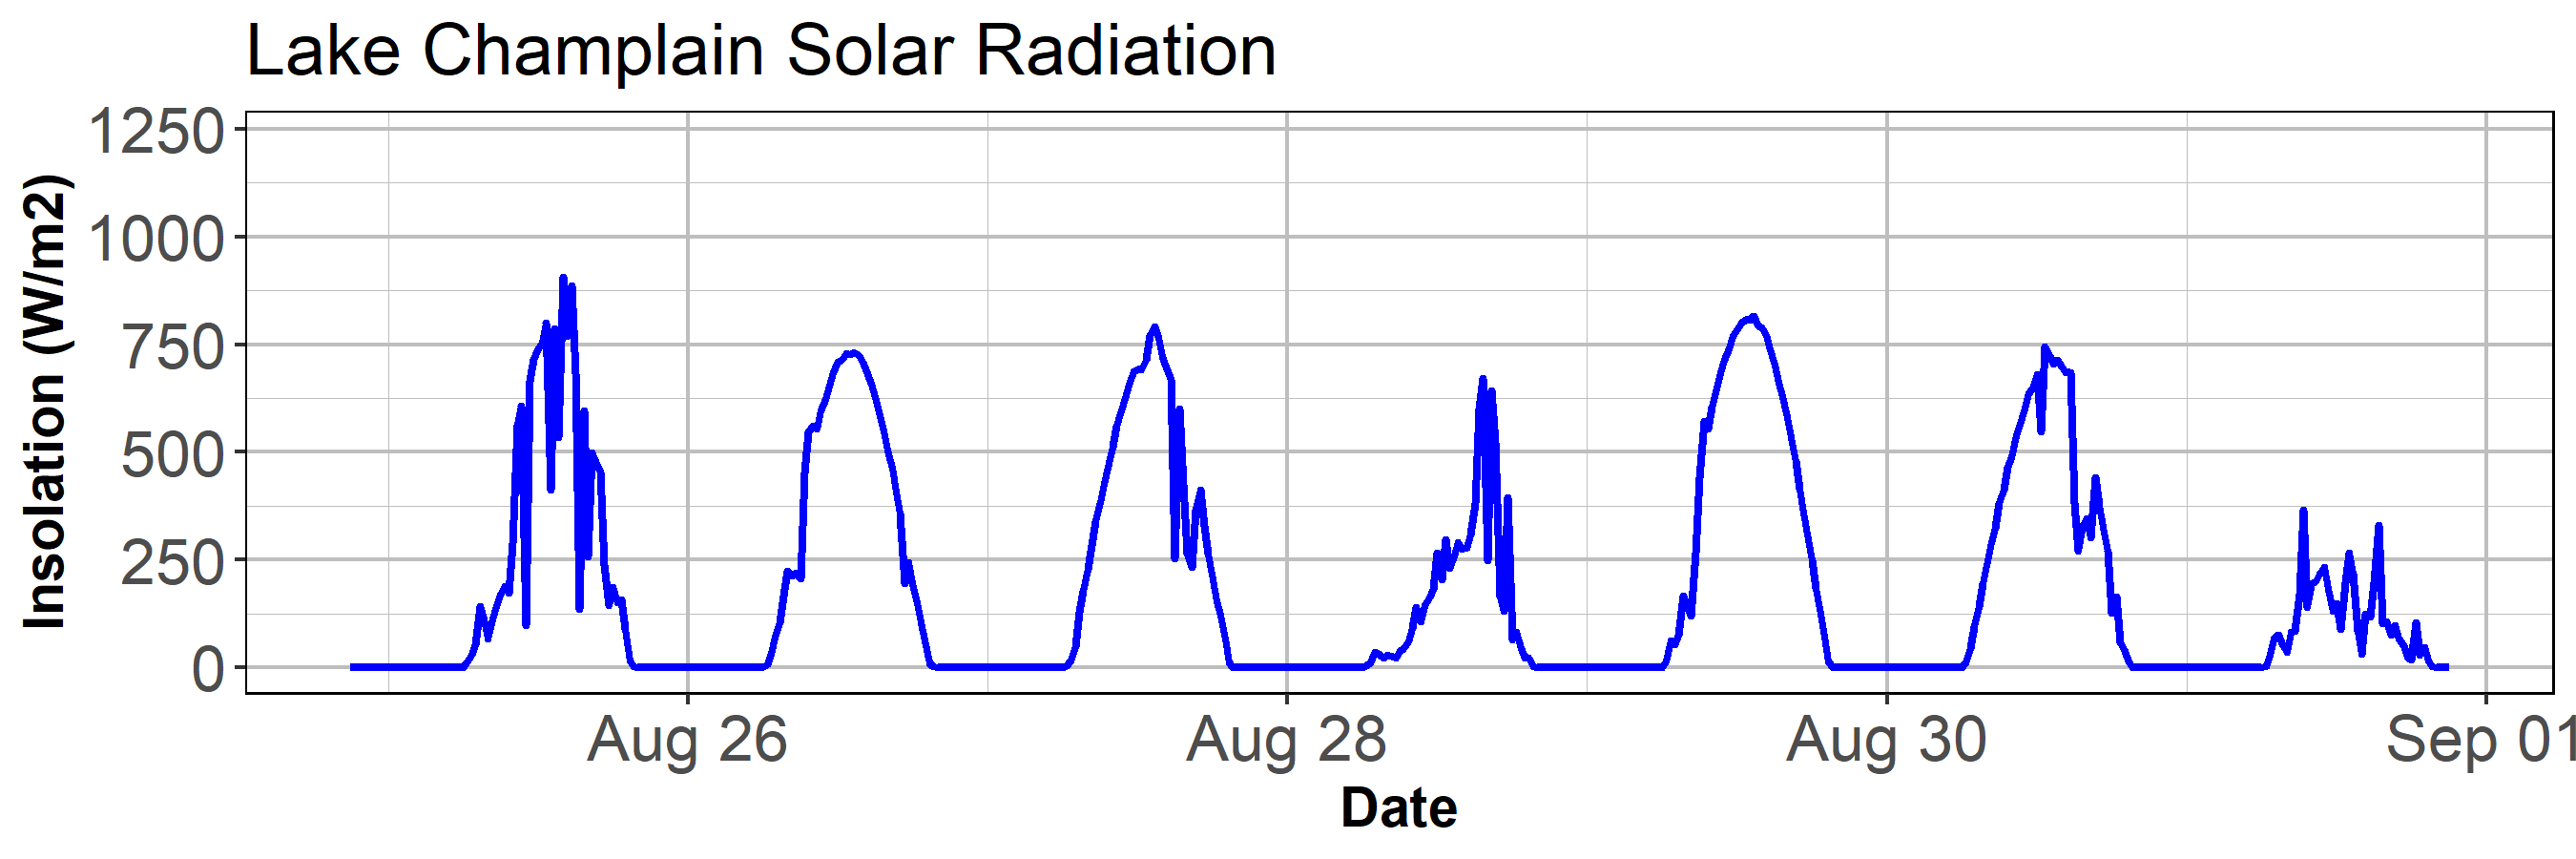 Lake Champlain Solar Radiation
1250
1000
750
500
250
0
Insolation (W/m2)
Aug 26 Aug 28 Aug 30 Sep 01
Date